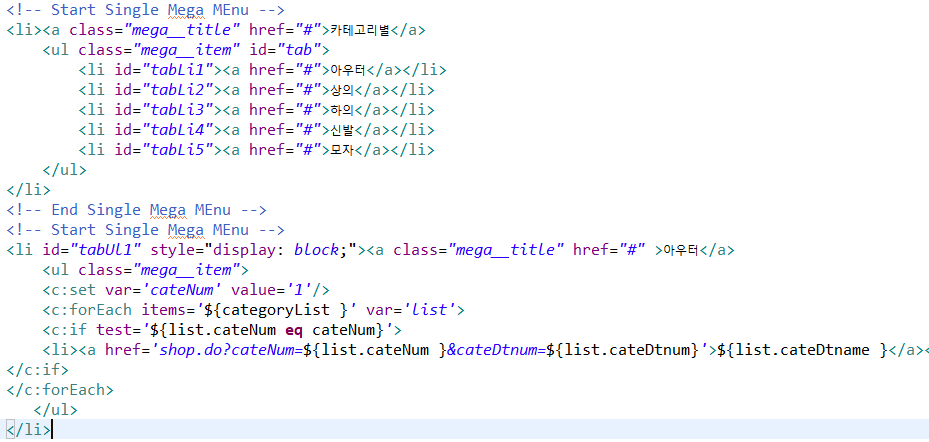 <!-- Start Single Mega MEnu -->
<li><a class="mega__title" href="#">카테고리별</a>
<ul class="mega__item" id="tab">
<li id="tabLi1"><a href="#">아우터</a></li>
<li id="tabLi2"><a href="#">상의</a></li>
<li id="tabLi3"><a href="#">하의</a></li>
<li id="tabLi4"><a href="#">신발</a></li>
<li id="tabLi5"><a href="#">모자</a></li>
</ul>
</li>
<!-- End Single Mega MEnu -->
<!-- Start Single Mega MEnu -->
<li id="tabUl1" style="display: block;"><a class="mega__title" href="#" >아우터</a>
<ul class="mega__item">
<c:set var='cateNum' value='1'/>
<c:forEach items='${categoryList }' var='list'>
<c:if test='${list.cateNum eq cateNum}'>
<li><a href='shop.do?cateNum=${list.cateNum }&cateDtnum=${list.cateDtnum}'>${list.cateDtname }</a><
</c:if>
</c:forEach>
</ul>
</li>